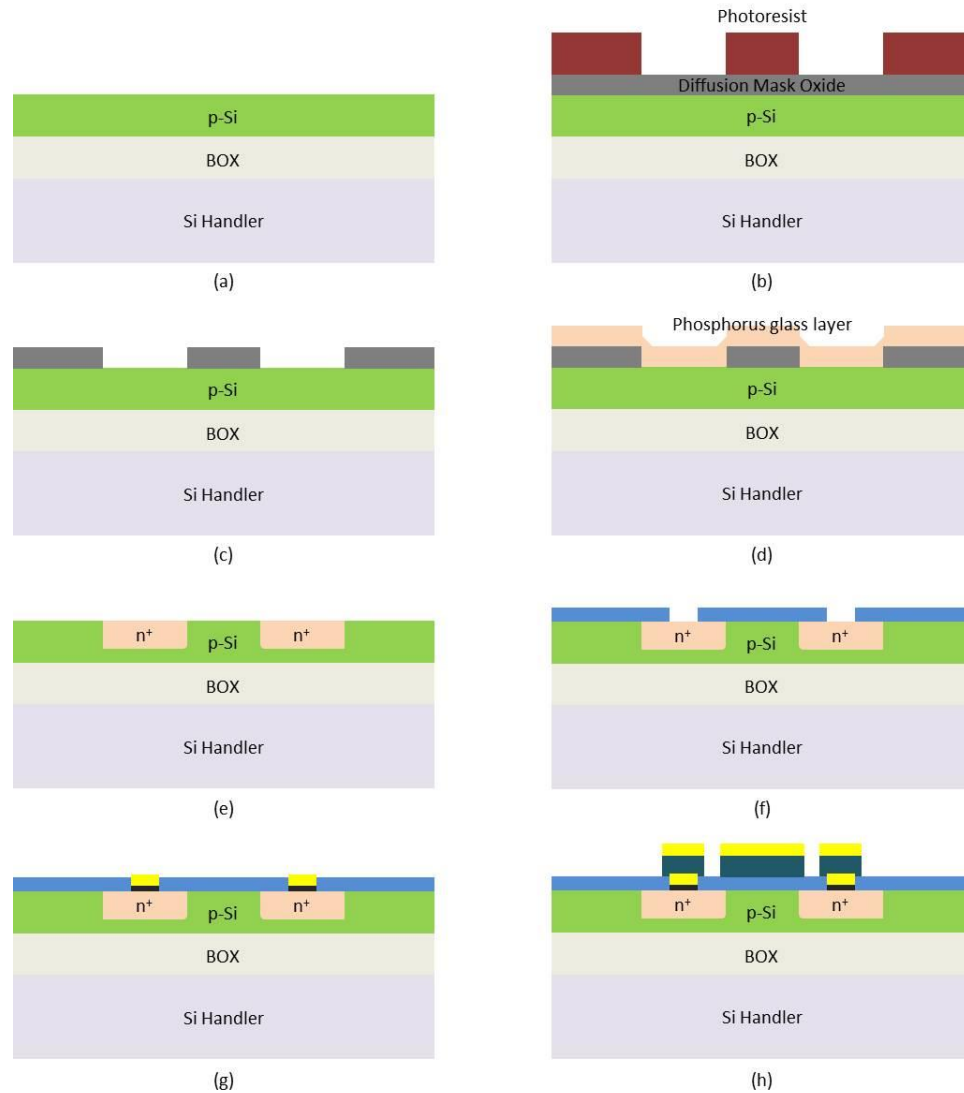 p-Si
BOX
Si Handler
(a)
Photoresist
Diffusion Mask Oxide
p-Si
BOX
Si Handler
(b)
p-Si
BOX
Si Handler
(c)
Phosphorus glass layer
p-Si
BOX
Si Handler
(d)
n⁺ n⁺
p-Si
BOX
Si Handler
(e)
n⁺ n⁺
p-Si
BOX
Si Handler
(f)
n⁺ n⁺
p-Si
BOX
Si Handler
(g)
n⁺ n⁺
p-Si
BOX
Si Handler
(h)